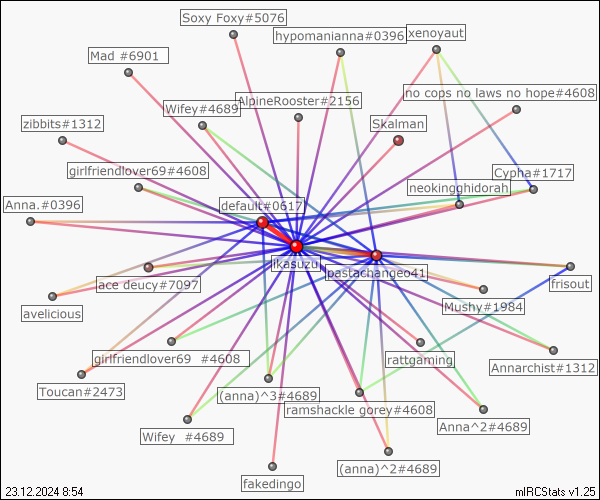 Soxy Foxy#5076
hypomanianna#0396
xenoyaut
Mad #6901
no cops no laws no hope#4608
Wifey#4689
AlpineRooster#2156
Skalman
zibbits#1312
girlfriendlover69#4608
Cypha#1717
neokingghidorah
Anna.#0396
default#0617
ikasuzu
pastachangeo41
ace deucy#7097
frisout
avelicious
Mushy#1984
girlfriendlover69 #4608
rattgaming
Annarchist#1312
Toucan#2473
(anna)^3#4689
ramshackle gorey#4608
Anna^2#4689
Wifey #4689
(anna)^2#4689
fakedingo
23.12.2024 8:54
mIRCStats v1.25